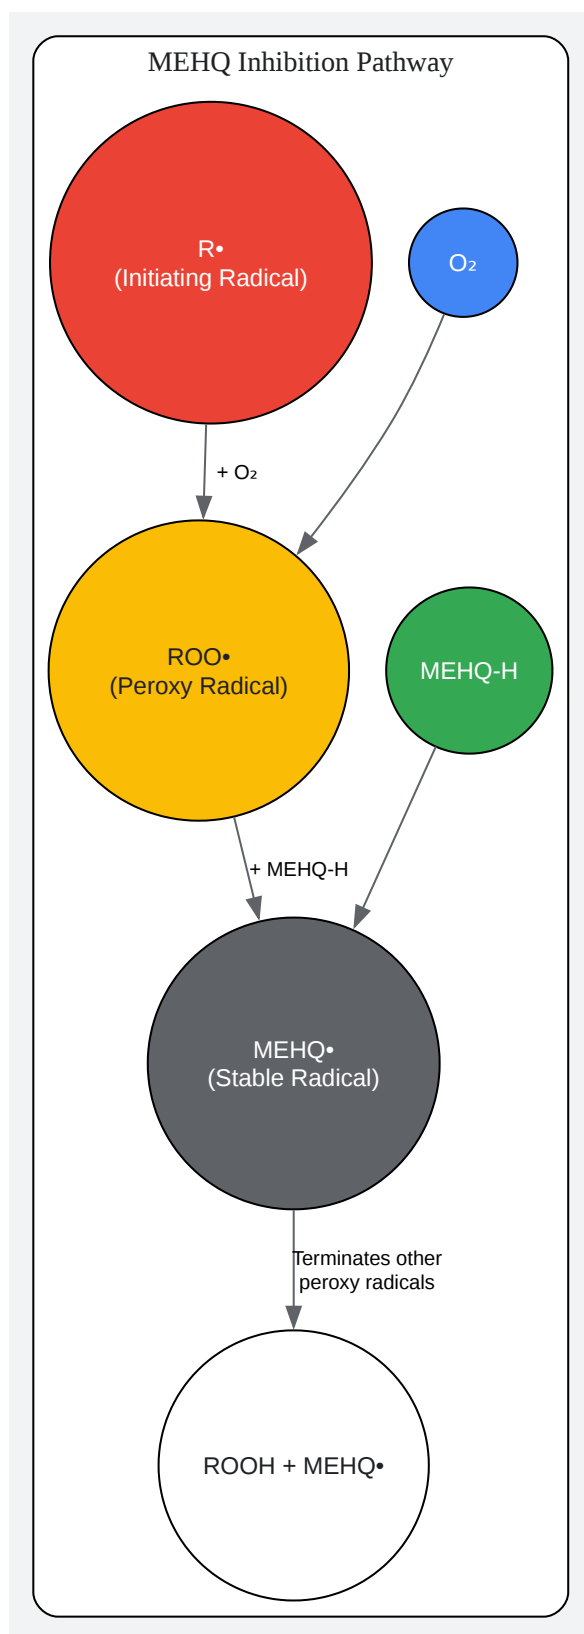 MEHQ Inhibition Pathway
R•
(Initiating Radical)
O₂
+ O₂
ROO•
(Peroxy Radical)
MEHQ-H
+ MEHQ-H
MEHQ•
(Stable Radical)
Terminates other
peroxy radicals
ROOH + MEHQ•